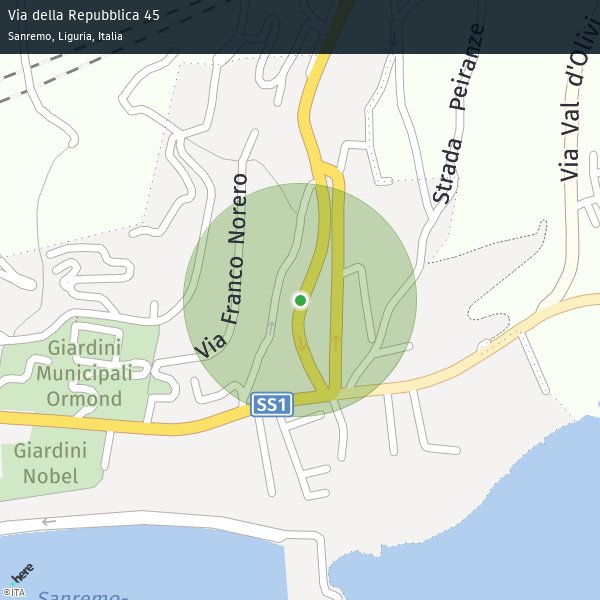 Via della Repubblica 45
Sanremo, Liguria, Italia
Strada Peiranze
Via Val d'Olivi
Via Franco Norero
Giardini
Municipali
Ormond
SS1
Giardini
Nobel
here
©ITA
Sanremo-